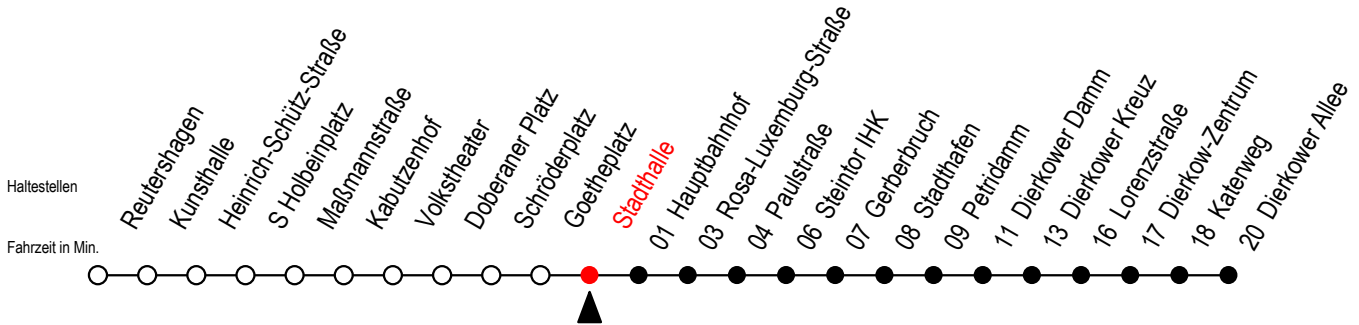 Haltestellen
Fahrzeit in Min.
Reutershagen
Kunsthalle
Heinrich-Schütz-Straße
S Holbeinplatz
Maßmannstraße
Kabutzenhof
Volkstheater
Doberaner Platz
Schröderplatz
Goetheplatz
Stadthalle
01 Hauptbahnhof
03 Rosa-Luxemburg-Straße
04 Paulstraße
06 Steintor IHK
07 Gerberbruch
08 Stadthafen
09 Petridamm
11 Dierkower Damm
13 Dierkower Kreuz
16 Lorenzstraße
17 Dierkow-Zentrum
18 Katerweg
20 Dierkower Allee